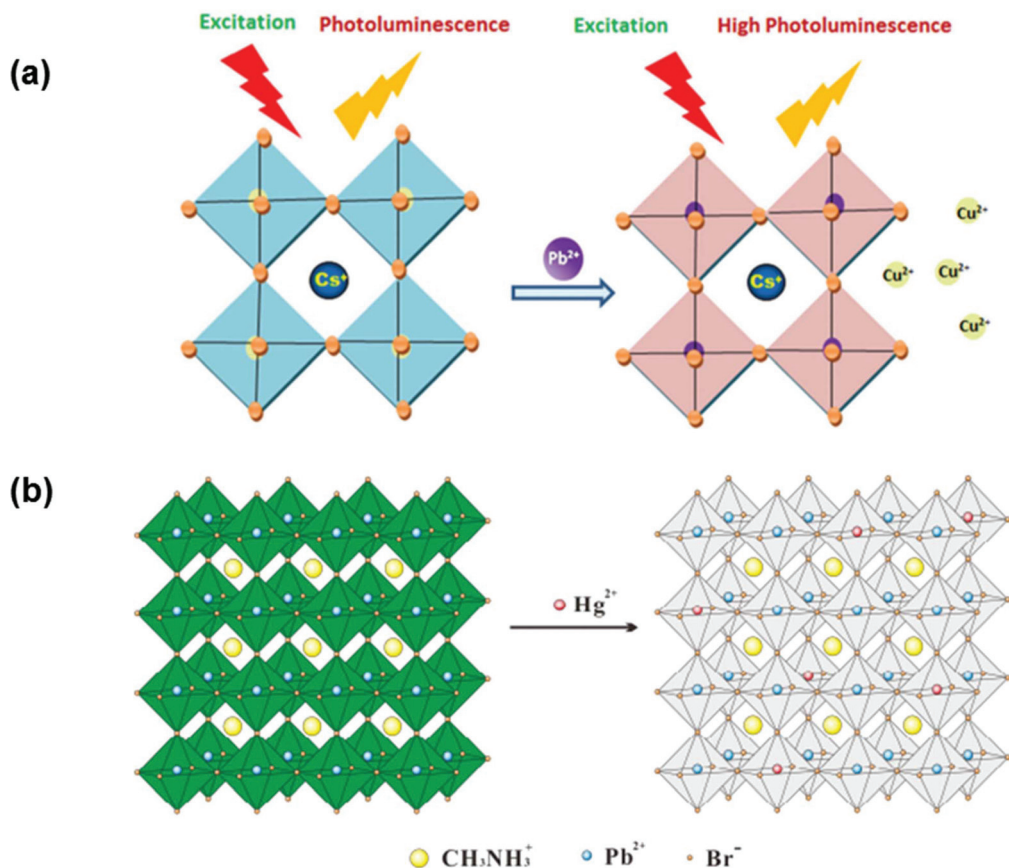 Excitation Photoluminescence Excitation High Photoluminescence
(a)
Pb²⁺
Cs⁺ Cs⁺
Cu²⁺
Cu²⁺ Cu²⁺
Cu²⁺
(b)
Hg²⁺
CH₃NH₃⁺ Pb²⁺ Br⁻